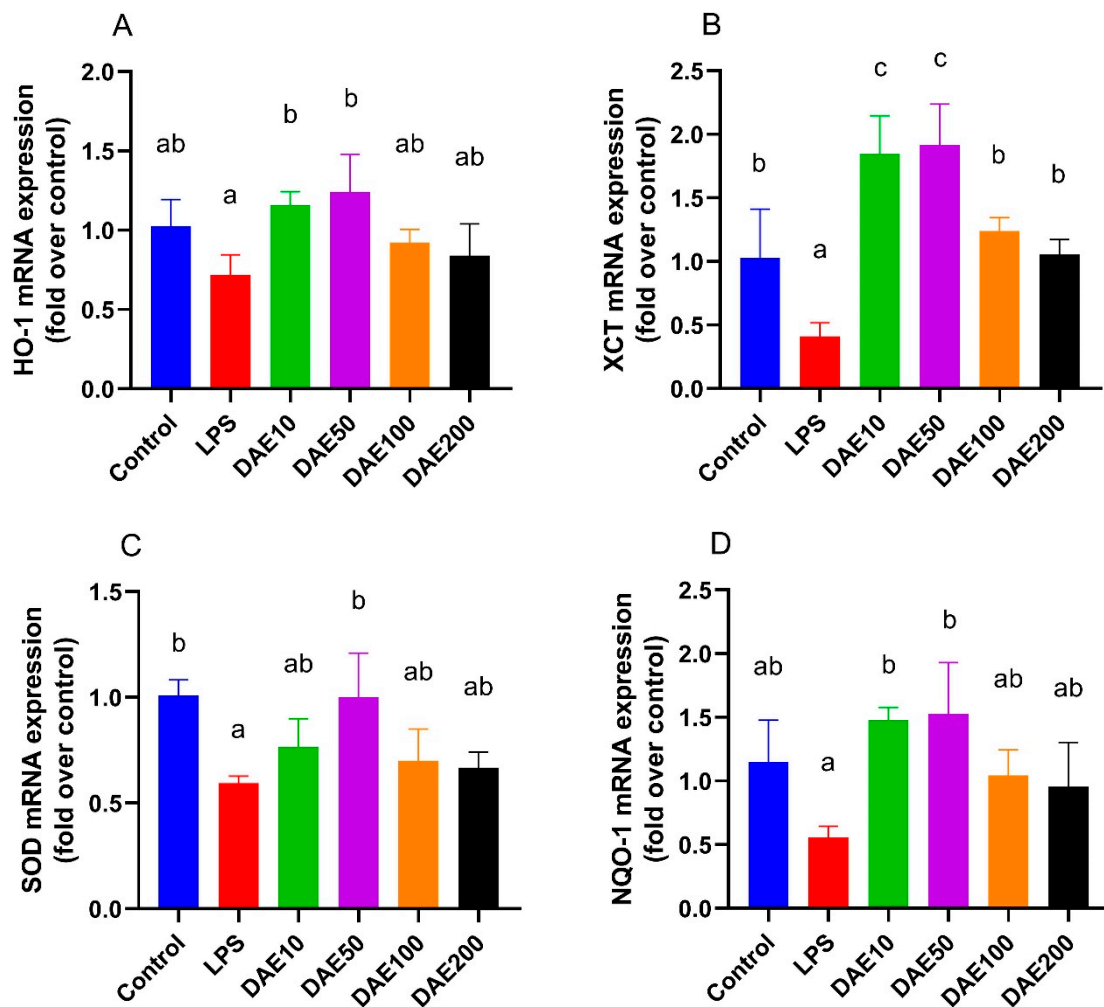 A
HO-1 mRNA expression
(fold over control)
2.0
1.5
1.0
0.5
0.0
ab
a
b
b
ab
ab
Control
LPS
DAE10
DAE50
DAE100
DAE200
B
XCT mRNA expression
(fold over control)
2.5
2.0
1.5
1.0
0.5
0.0
b
a
c
c
b
b
Control
LPS
DAE10
DAE50
DAE100
DAE200
C
SOD mRNA expression
(fold over control)
1.5
1.0
0.5
0.0
b
a
ab
b
ab
ab
Control
LPS
DAE10
DAE50
DAE100
DAE200
D
NQO-1 mRNA expression
(fold over control)
2.5
2.0
1.5
1.0
0.5
0.0
ab
a
b
b
ab
ab
Control
LPS
DAE10
DAE50
DAE100
DAE200